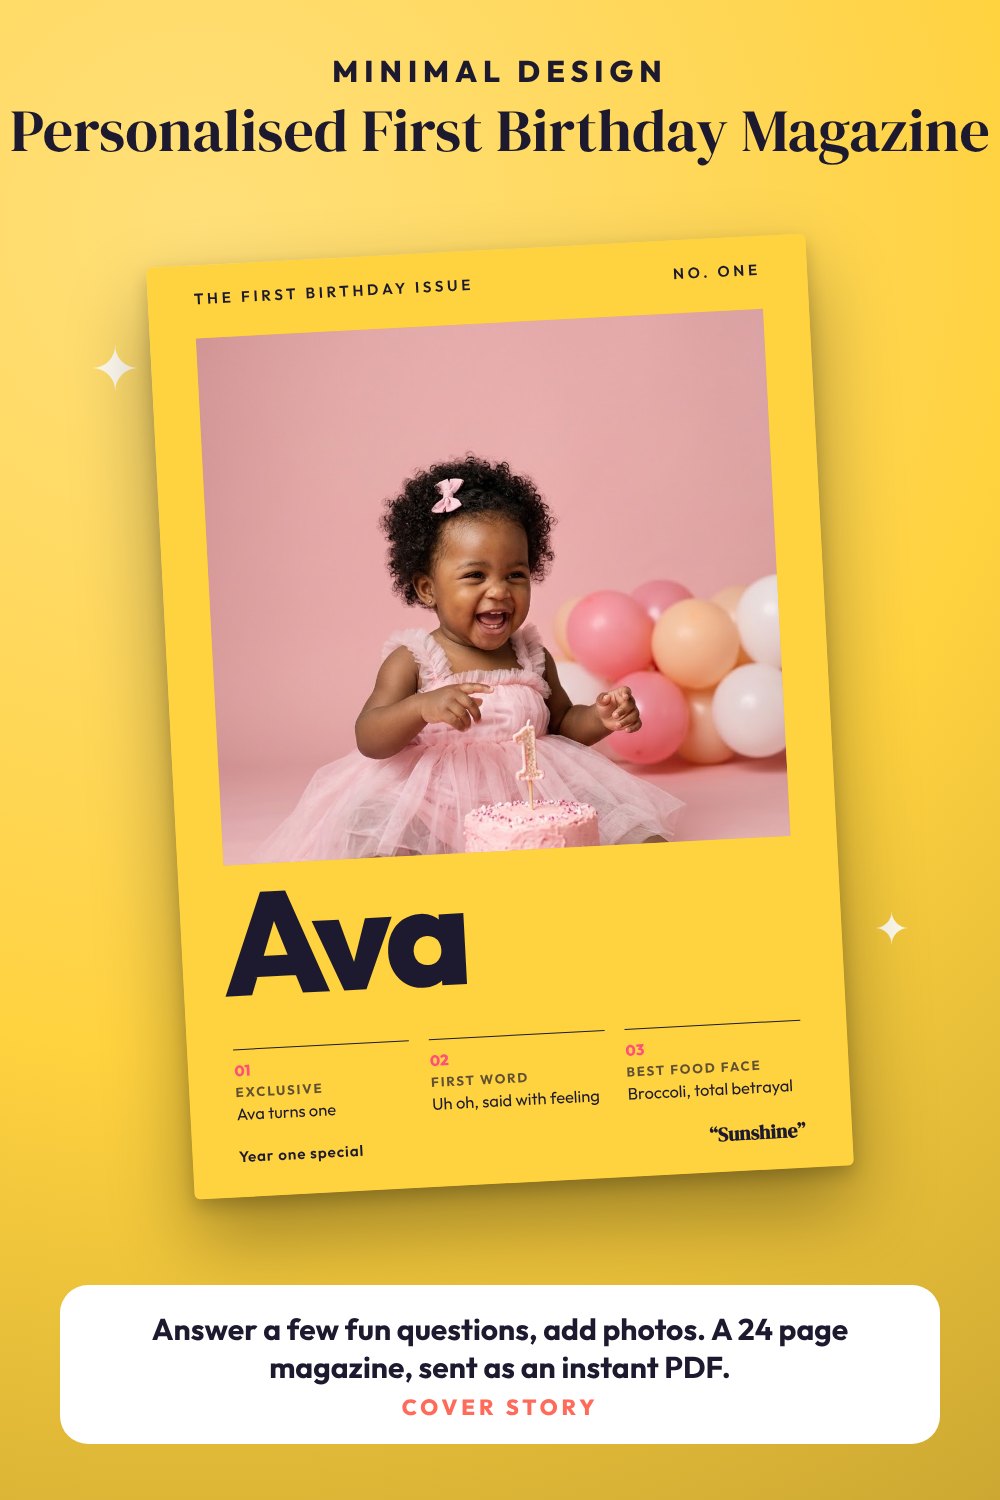 MINIMAL DESIGN
Personalised First Birthday Magazine
THE FIRST BIRTHDAY ISSUE
NO. ONE
1
Ava
01
EXCLUSIVE
Ava turns one
02
FIRST WORD
Uh oh, said with feeling
03
BEST FOOD FACE
Broccoli, total betrayal
Year one special
“Sunshine”
Answer a few fun questions, add photos. A 24 page
magazine, sent as an instant PDF.
COVER STORY